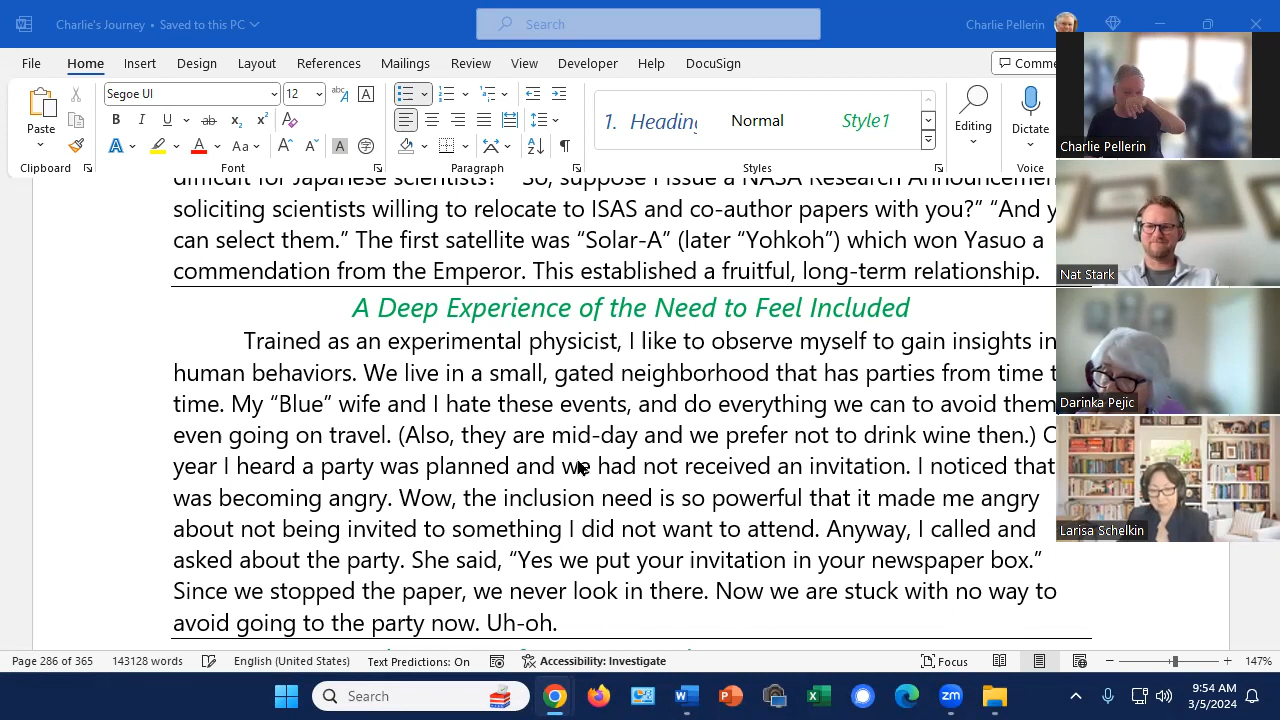 Charlie's Journey • Saved to this PC
Search
Charlie Pellerin
File Home Insert Design Layout References Mailings Review View Developer Help DocuSign
Comme
Segoe UI 12
Paste
1. Heading Normal Style1
Editing
Dictate
Clipboard Font Paragraph Styles Voice
difficult for Japanese scientists?” “So, suppose I issue a NASA Research Announcemen
soliciting scientists willing to relocate to ISAS and co-author papers with you?” “And y
can select them.” The first satellite was “Solar-A” (later “Yohkoh”) which won Yasuo a
commendation from the Emperor. This established a fruitful, long-term relationship.
A Deep Experience of the Need to Feel Included
Trained as an experimental physicist, I like to observe myself to gain insights in
human behaviors. We live in a small, gated neighborhood that has parties from time t
time. My “Blue” wife and I hate these events, and do everything we can to avoid them
even going on travel. (Also, they are mid-day and we prefer not to drink wine then.) O
year I heard a party was planned and we had not received an invitation. I noticed that
was becoming angry. Wow, the inclusion need is so powerful that it made me angry
about not being invited to something I did not want to attend. Anyway, I called and
asked about the party. She said, “Yes we put your invitation in your newspaper box.”
Since we stopped the paper, we never look in there. Now we are stuck with no way to
avoid going to the party now. Uh-oh.
Charlie Pellerin
Nat Stark
Darinka Pejic
Larisa Schelkin
Page 286 of 365 143128 words English (United States) Text Predictions: On Accessibility: Investigate Focus 147%
Search
zm
9:54 AM
3/5/2024